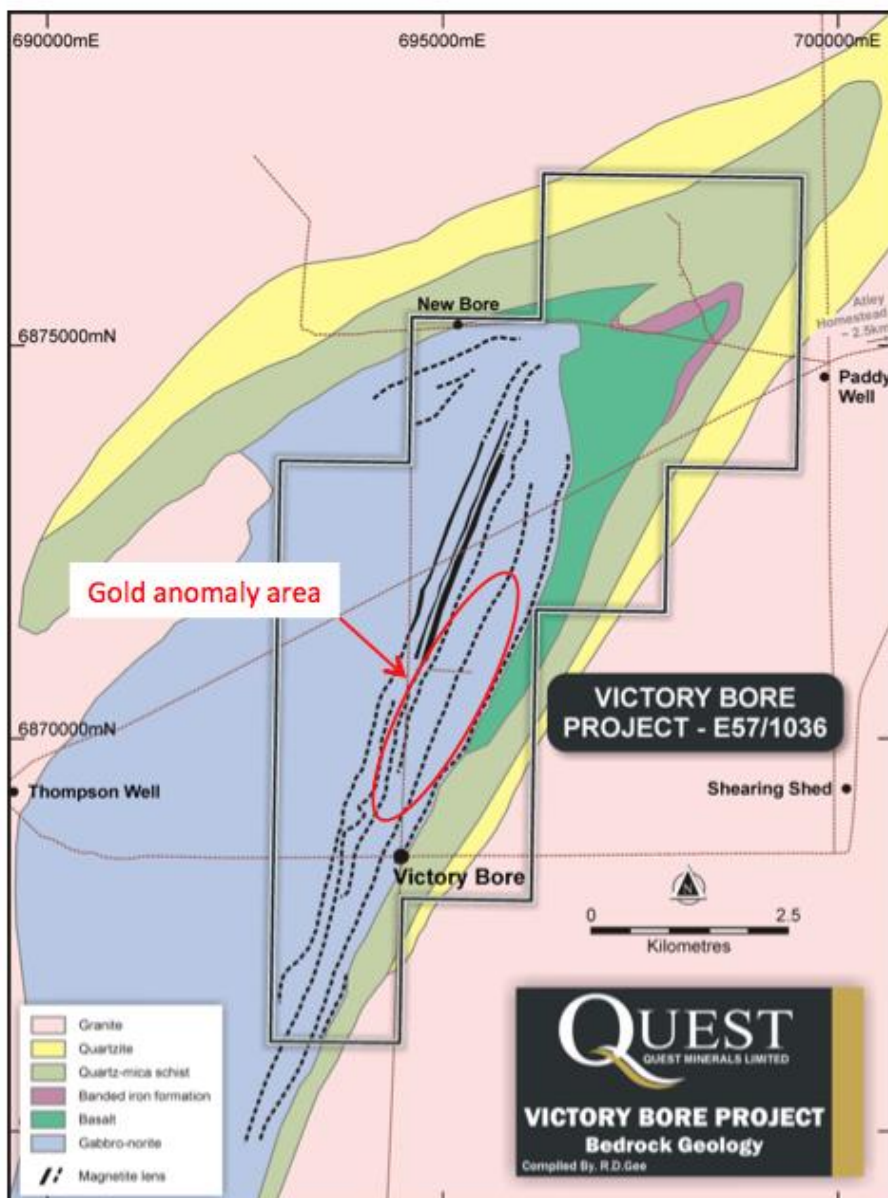 690000mE
695000mE
700000mE
New Bore
Atley
Homestead
~ 2.5km
6875000mN
Paddy
Well
Gold anomaly area
VICTORY BORE
PROJECT - E57/1036
6870000mN
Thompson Well
Shearing Shed
Victory Bore
N
0
2.5
Kilometres
Granite
Quartzite
Quartz-mica schist
Banded iron formation
Basalt
Gabbro-norite
Magnetite lens
QUEST
QUEST MINERALS LIMITED
VICTORY BORE PROJECT
Bedrock Geology
Compiled By. R.D.Gee